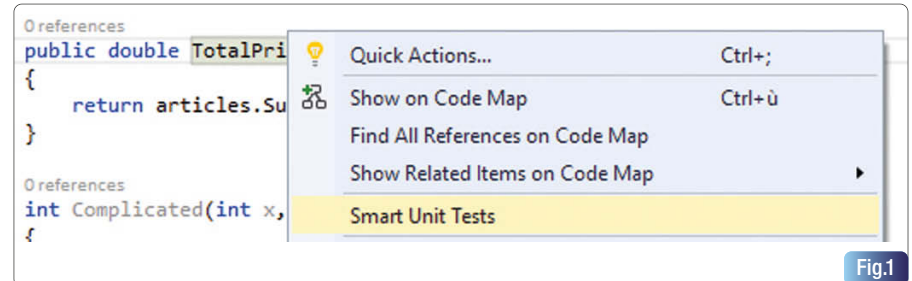 0 references
public double TotalPri
{
return articles.Su
}
0 references
int Complicated(int x,
{
Quick Actions... Ctrl+;
Show on Code Map Ctrl+ù
Find All References on Code Map
Show Related Items on Code Map
Smart Unit Tests
Fig.1